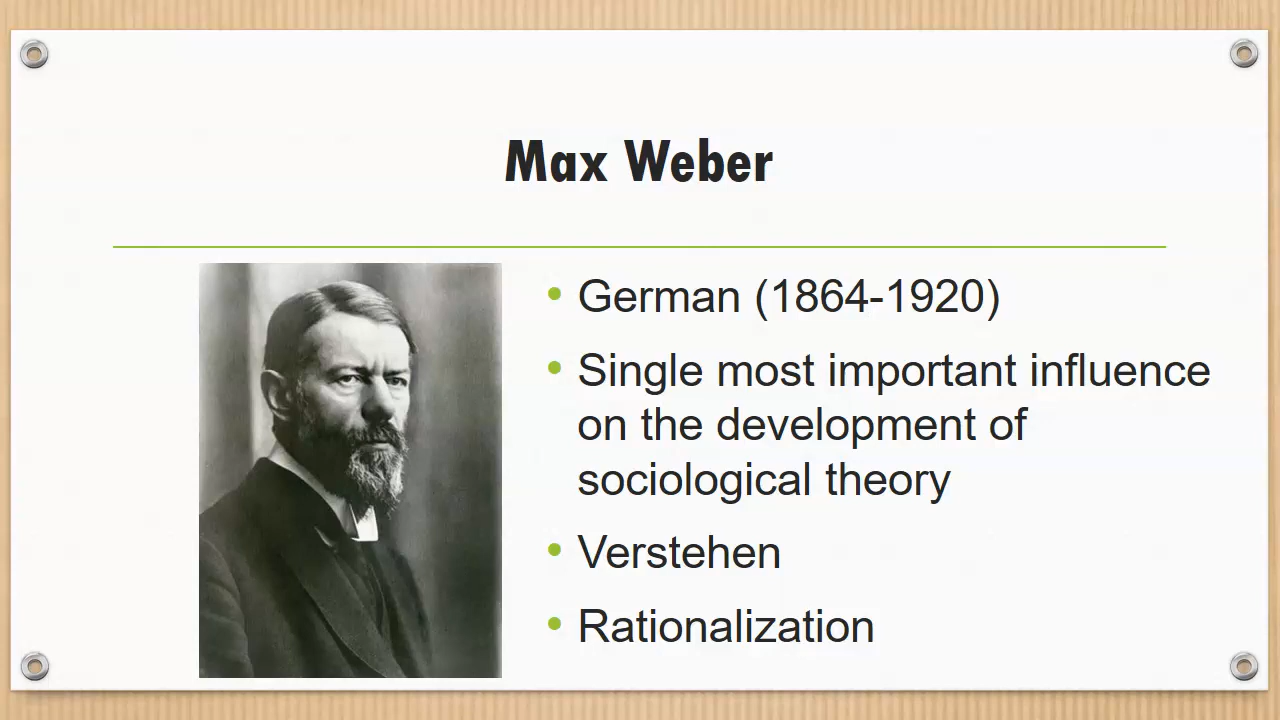 Max Weber
• German (1864-1920)
• Single most important influence
on the development of
sociological theory
• Verstehen
• Rationalization